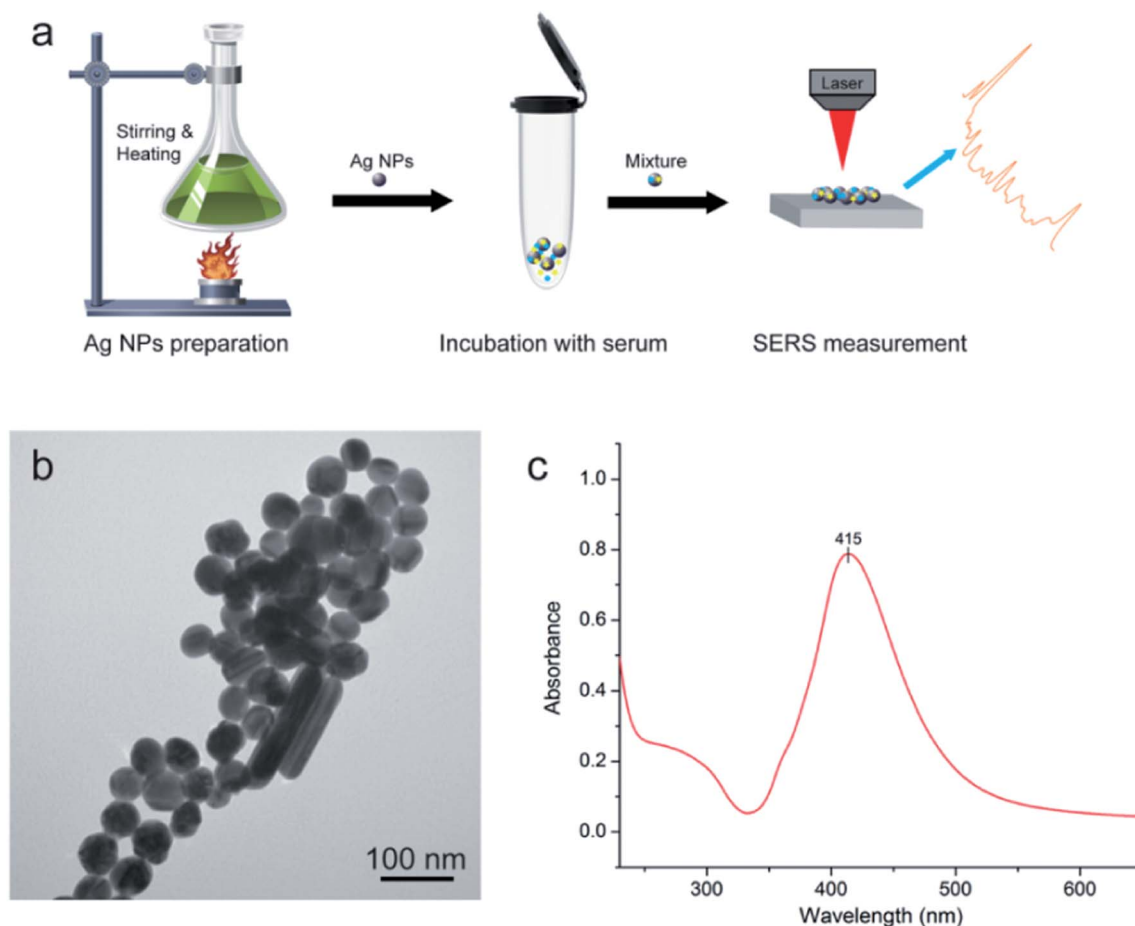 a
Stirring &
Heating
Ag NPs
Mixture
Laser
Ag NPs preparation
Incubation with serum
SERS measurement
b
100 nm
c
1.0
0.8
0.6
0.4
0.2
0.0
Absorbance
415
300
400
500
600
Wavelength (nm)